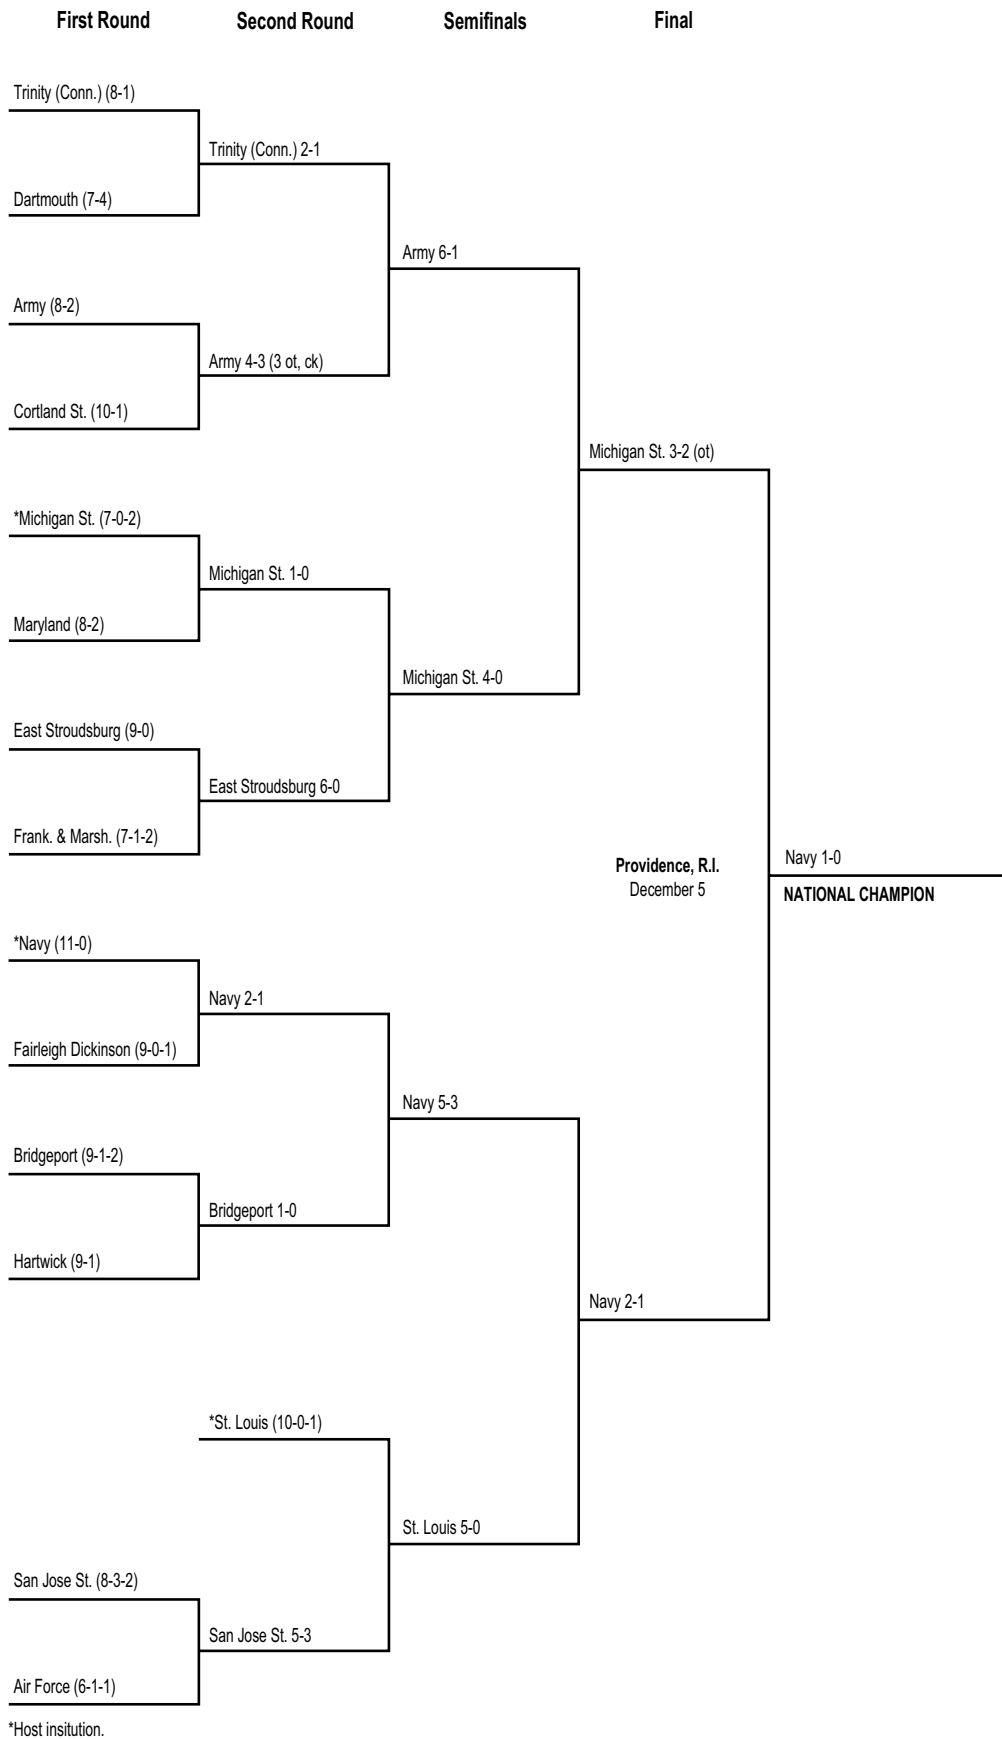 First Round Second Round Semifinals Final
Trinity (Conn.) (8-1)
Trinity (Conn.) 2-1
Dartmouth (7-4)
Army 6-1
Army (8-2)
Army 4-3 (3 ot, ck)
Cortland St. (10-1)
Michigan St. 3-2 (ot)
*Michigan St. (7-0-2)
Michigan St. 1-0
Maryland (8-2)
Michigan St. 4-0
East Stroudsburg (9-0)
East Stroudsburg 6-0
Frank. & Marsh. (7-1-2)
Providence, R.I.
December 5
Navy 1-0
NATIONAL CHAMPION
*Navy (11-0)
Navy 2-1
Fairleigh Dickinson (9-0-1)
Navy 5-3
Bridgeport (9-1-2)
Bridgeport 1-0
Hartwick (9-1)
Navy 2-1
*St. Louis (10-0-1)
St. Louis 5-0
San Jose St. (8-3-2)
San Jose St. 5-3
Air Force (6-1-1)
*Host insitution.